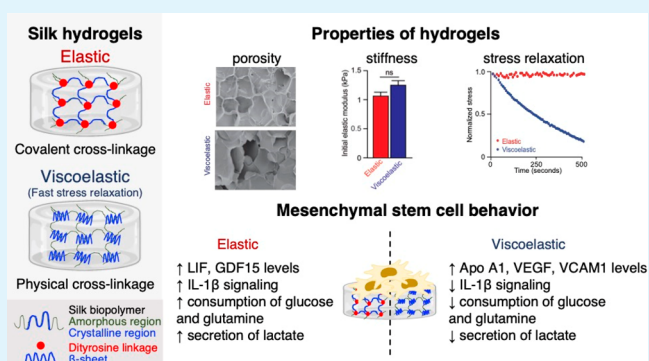 Silk hydrogels
Elastic
Covalent cross-linkage
Viscoelastic
(Fast stress relaxation)
Physical cross-linkage
Silk biopolymer
Amorphous region
Crystalline region
Dityrosine linkage
β-sheet
Properties of hydrogels
porosity
Elastic
Viscoelastic
stiffness
Initial elastic modulus (kPa)
1.5
1.0
0.5
0
ns
Elastic
Viscoelastic
stress relaxation
Normalized stress
1.0
0.5
0
Elastic
Viscoelastic
0
250
500
Time (seconds)
Mesenchymal stem cell behavior
Elastic
↑ LIF, GDF15 levels
↑ IL-1β signaling
↑ consumption of glucose
and glutamine
↑ secretion of lactate
Viscoelastic
↑ Apo A1, VEGF, VCAM1 levels
↓ IL-1β signaling
↓ consumption of glucose
and glutamine
↓ secretion of lactate